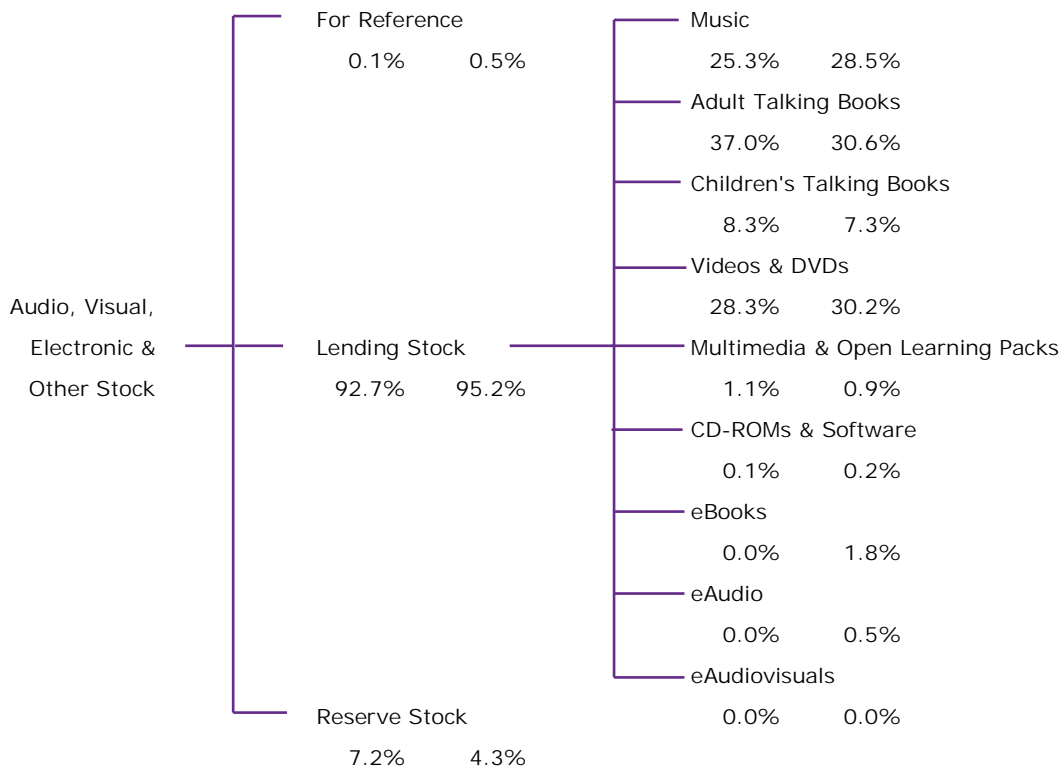 For Reference
0.1% 0.5%
Audio, Visual,
Electronic &
Other Stock
Lending Stock
92.7% 95.2%
Reserve Stock
7.2% 4.3%
Music
25.3% 28.5%
Adult Talking Books
37.0% 30.6%
Children's Talking Books
8.3% 7.3%
Videos & DVDs
28.3% 30.2%
Multimedia & Open Learning Packs
1.1% 0.9%
CD-ROMs & Software
0.1% 0.2%
eBooks
0.0% 1.8%
eAudio
0.0% 0.5%
eAudiovisuals
0.0% 0.0%